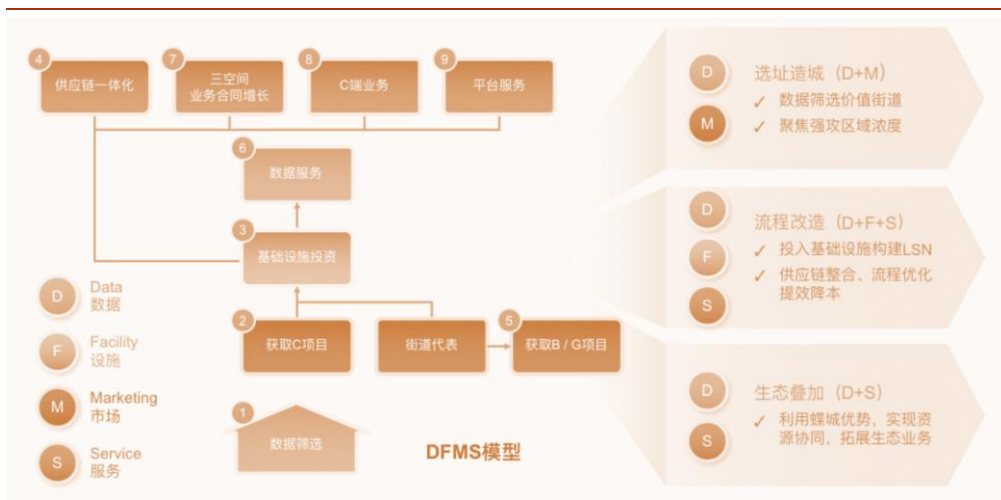 4
供应链一体化
7
三空间
业务合同增长
8
C端业务
9
平台服务
6
数据服务
3
基础设施投资
2
获取C项目
街道代表
5
获取B / G项目
1
数据筛选
DFMS模型
D
Data
数据
F
Facility
设施
M
Marketing
市场
S
Service
服务
D
M
选址造城（D+M）
✓ 数据筛选价值街道
✓ 聚焦强攻区域浓度
D
F
S
流程改造（D+F+S）
✓ 投入基础设施构建LSN
✓ 供应链整合、流程优化
提效降本
D
S
生态叠加（D+S）
✓ 利用蝶城优势，实现资
源协同，拓展生态业务